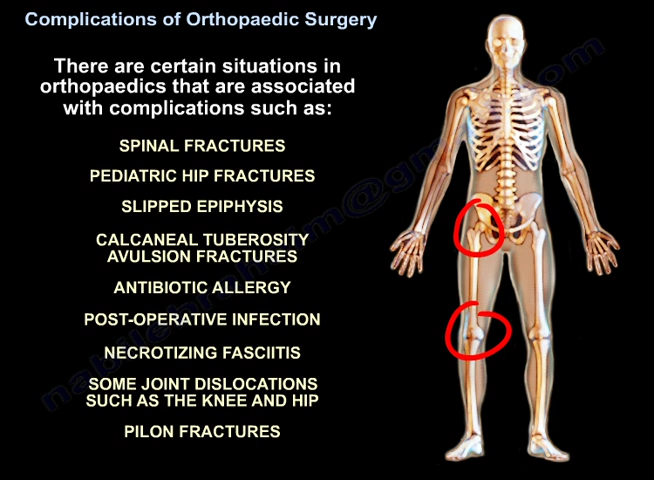 Complications of Orthopaedic Surgery
There are certain situations in
orthopaedics that are associated
with complications such as:
SPINAL FRACTURES
PEDIATRIC HIP FRACTURES
SLIPPED EPIPHYSIS
CALCANEAL TUBEROSITY
AVULSION FRACTURES
ANTIBIOTIC ALLERGY
POST-OPERATIVE INFECTION
NECROTIZING FASCIITIS
SOME JOINT DISLOCATIONS
SUCH AS THE KNEE AND HIP
PILON FRACTURES